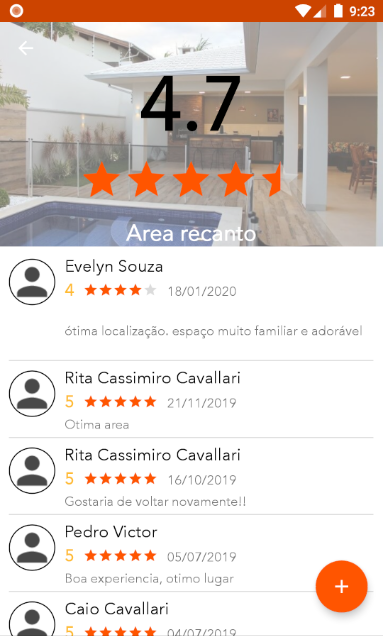 9:23
4.7
Area recanto
Evelyn Souza
4 18/01/2020
ótima localização. espaço muito familiar e adorável
Rita Cassimiro Cavallari
5 21/11/2019
Otima area
Rita Cassimiro Cavallari
5 16/10/2019
Gostaria de voltar novamente!!
Pedro Victor
5 05/07/2019
Boa experiencia, otimo lugar
Caio Cavallari
5 04/07/2019